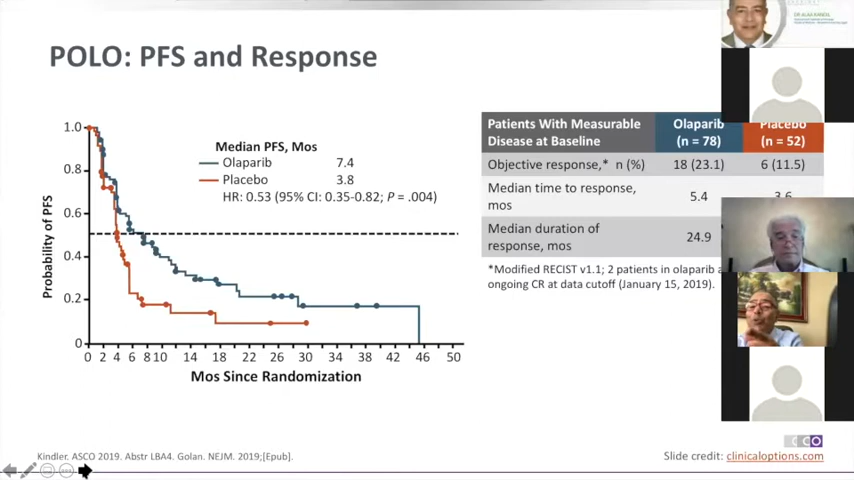 POLO: PFS and Response
Probability of PFS
1.0
0.8
0.6
0.4
0.2
0
0 2 4 6 8 10 14 18 22 26 30 34 38 42 46 50
Mos Since Randomization
Median PFS, Mos
Olaparib 7.4
Placebo 3.8
HR: 0.53 (95% CI: 0.35-0.82; P = .004)
Patients With Measurable Disease at Baseline Olaparib (n = 78) Placebo (n = 52)
Objective response,* n (%) 18 (23.1) 6 (11.5)
Median time to response, mos 5.4 3.6
Median duration of response, mos 24.9
*Modified RECIST v1.1; 2 patients in olaparib a
ongoing CR at data cutoff (January 15, 2019).
Kindler. ASCO 2019. Abstr LBA4. Golan. NEJM. 2019;[Epub].
CCO
Slide credit: clinicaloptions.com